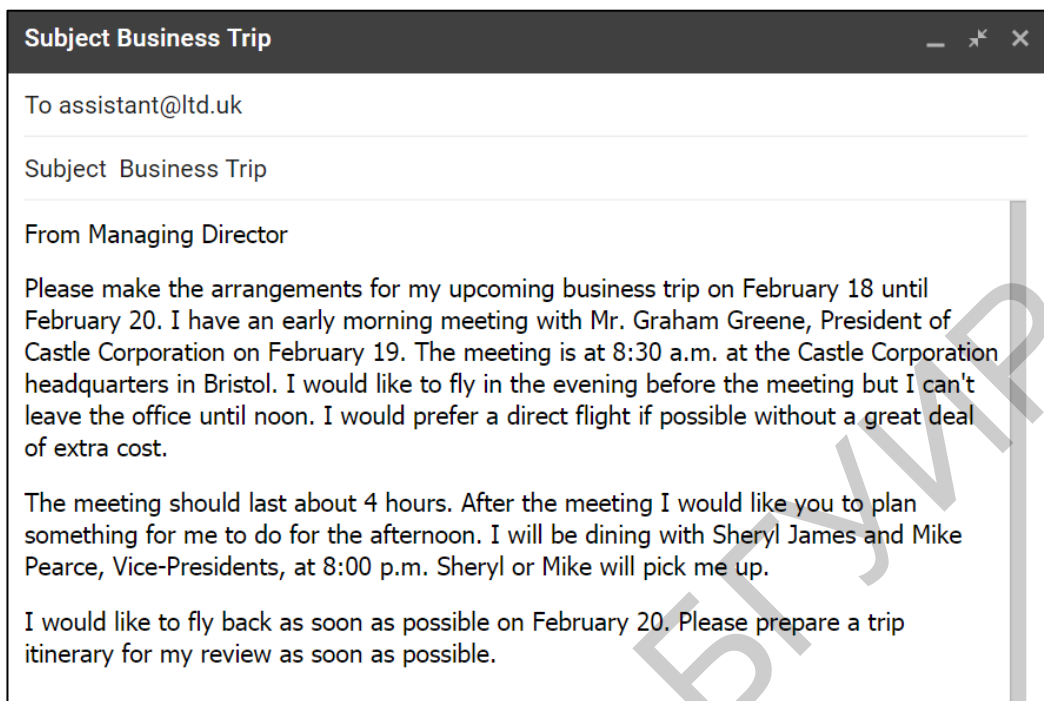 Subject Business Trip
To assistant@ltd.uk
Subject Business Trip
From Managing Director
Please make the arrangements for my upcoming business trip on February 18 until
February 20. I have an early morning meeting with Mr. Graham Greene, President of
Castle Corporation on February 19. The meeting is at 8:30 a.m. at the Castle Corporation
headquarters in Bristol. I would like to fly in the evening before the meeting but I can't
leave the office until noon. I would prefer a direct flight if possible without a great deal
of extra cost.
The meeting should last about 4 hours. After the meeting I would like you to plan
something for me to do for the afternoon. I will be dining with Sheryl James and Mike
Pearce, Vice-Presidents, at 8:00 p.m. Sheryl or Mike will pick me up.
I would like to fly back as soon as possible on February 20. Please prepare a trip
itinerary for my review as soon as possible.
БГУИР